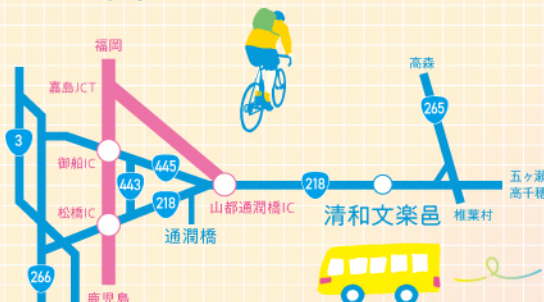 福岡
高森
嘉島JCT
265
3
御船IC
445
443
218
218
五ヶ瀬
高千穂
松橋IC
山都通潤橋IC
清和文楽邑
椎葉村
通潤橋
266
鹿児島